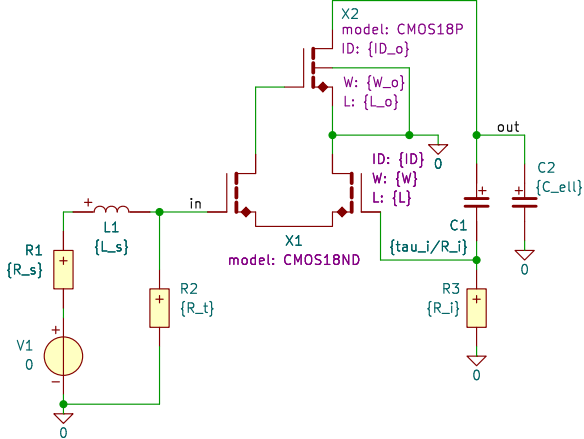 X2
model: CMOS18P
ID: {ID_o}
W: {W_o}
L: {L_o}
0
out
ID: {ID}
W: {W}
L: {L}
C2
{C_ell}
in
L1
{L_s}
X1
model: CMOS18ND
C1
{tau_i/R_i}
0
R1
{R_s}
R2
{R_t}
R3
{R_i}
V1
0
0
0